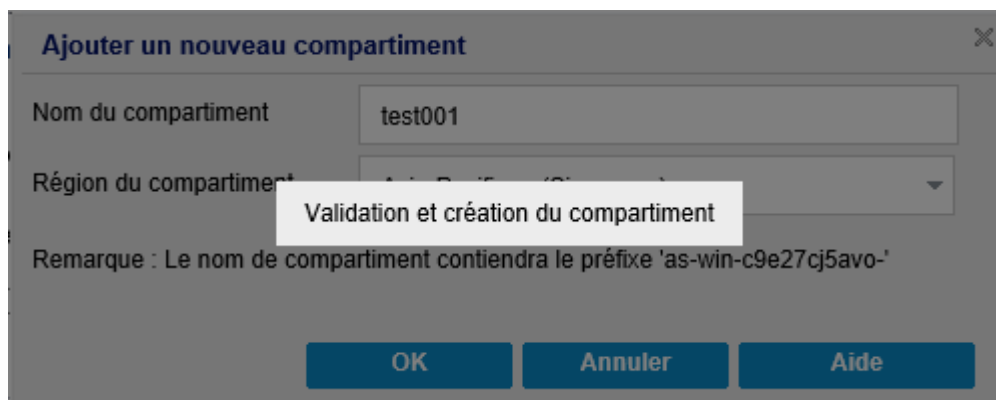 Ajouter un nouveau compartiment
Nom du compartiment
test001
Région du compartiment
Validation et création du compartiment
Remarque : Le nom de compartiment contiendra le préfixe 'as-win-c9e27cj5avo-'
OK Annuler Aide